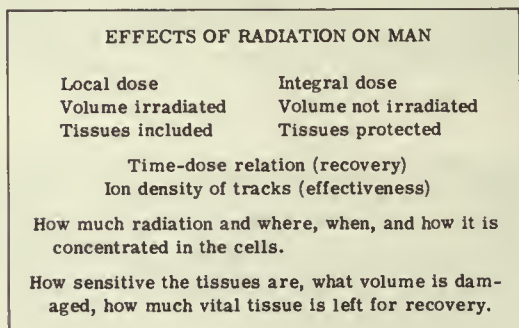 EFFECTS OF RADIATION ON MAN
Local dose Integral dose
Volume irradiated Volume not irradiated
Tissues included Tissues protected
Time-dose relation (recovery)
Ion density of tracks (effectiveness)
How much radiation and where, when, and how it is
concentrated in the cells.
How sensitive the tissues are, what volume is dam-
aged, how much vital tissue is left for recovery.